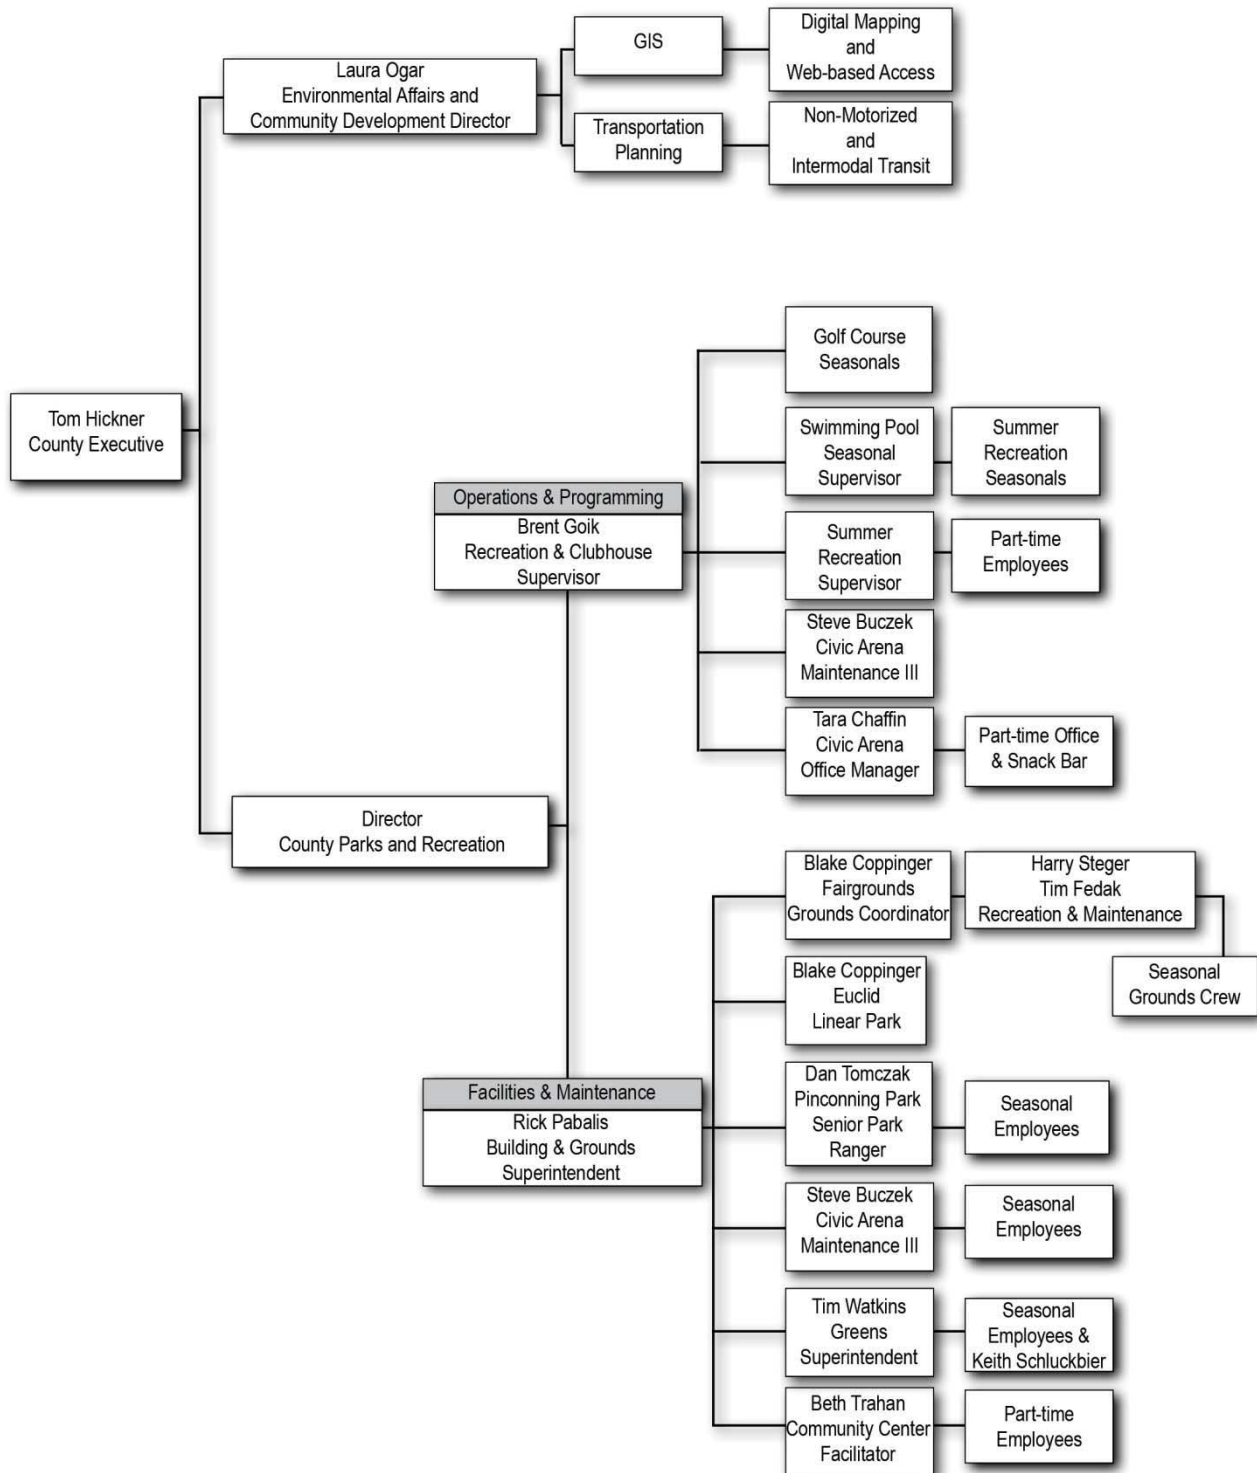 GIS
Digital Mapping
and
Web-based Access
Laura Ogar
Environmental Affairs and
Community Development Director
Transportation
Planning
Non-Motorized
and
Intermodal Transit
Tom Hickner
County Executive
Operations & Programming
Brent Goik
Recreation & Clubhouse
Supervisor
Golf Course
Seasonals
Swimming Pool
Seasonal
Supervisor
Summer
Recreation
Seasonals
Summer
Recreation
Supervisor
Part-time
Employees
Steve Buczek
Civic Arena
Maintenance III
Tara Chaffin
Civic Arena
Office Manager
Part-time Office
& Snack Bar
Director
County Parks and Recreation
Facilities & Maintenance
Rick Pabalis
Building & Grounds
Superintendent
Blake Coppinger
Fairgrounds
Grounds Coordinator
Harry Steger
Tim Fedak
Recreation & Maintenance
Seasonal
Grounds Crew
Blake Coppinger
Euclid
Linear Park
Dan Tomczak
Pinconning Park
Senior Park
Ranger
Seasonal
Employees
Steve Buczek
Civic Arena
Maintenance III
Seasonal
Employees
Tim Watkins
Greens
Superintendent
Seasonal
Employees &
Keith Schluckbier
Beth Trahan
Community Center
Facilitator
Part-time
Employees